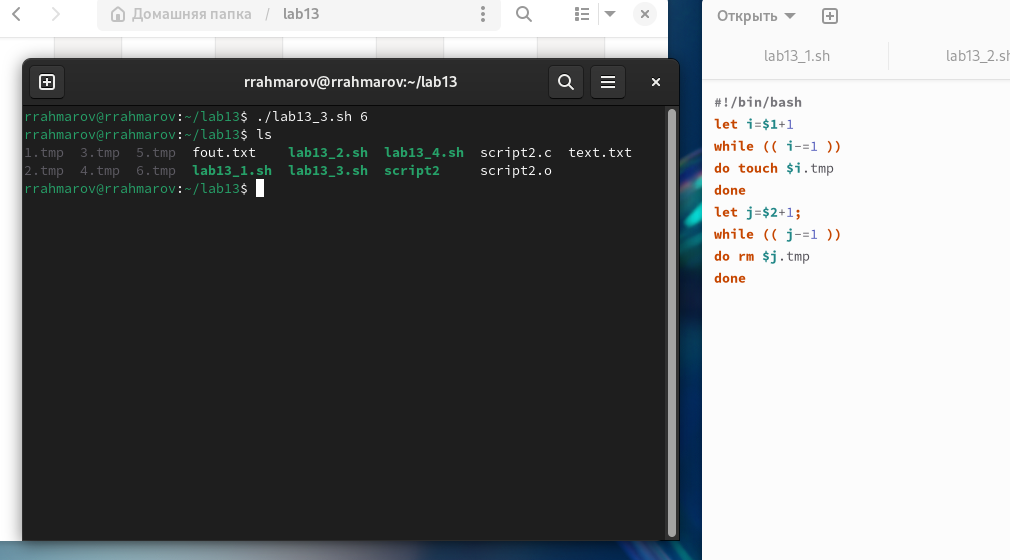 Домашняя папка / lab13
Открыть
lab13_1.sh lab13_2.sh
rrahmarov@rrahmarov:~/lab13
rrahmarov@rrahmarov:~/lab13$ ./lab13_3.sh 6
rrahmarov@rrahmarov:~/lab13$ ls
1.tmp 3.tmp 5.tmp fout.txt lab13_2.sh lab13_4.sh script2.c text.txt
2.tmp 4.tmp 6.tmp lab13_1.sh lab13_3.sh script2 script2.o
rrahmarov@rrahmarov:~/lab13$
#!/bin/bash
let i=$1+1
while (( i-=1 ))
do touch $i.tmp
done
let j=$2+1;
while (( j-=1 ))
do rm $j.tmp
done